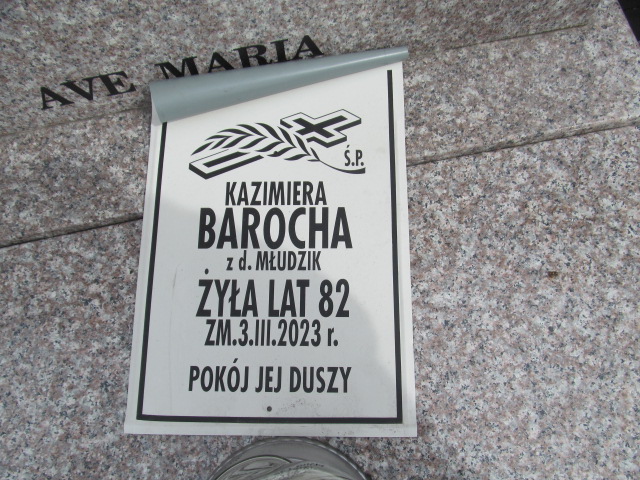 AVE MARIA
Ś.P.
KAZIMIERA
BAROCHA
z d. MŁUDZIK
ŻYŁA LAT 82
ZM.3.III.2023 r.
POKÓJ JEJ DUSZY